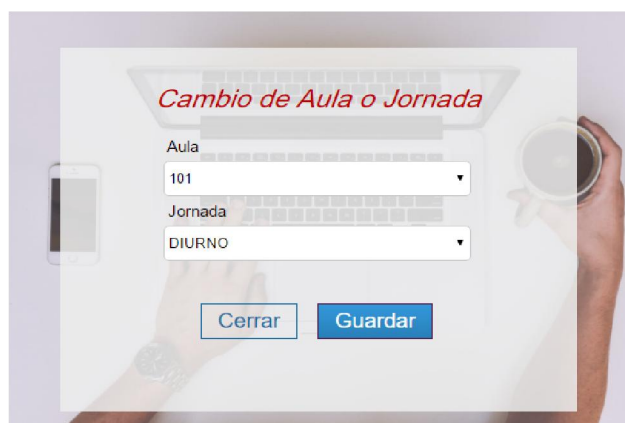 Cambio de Aula o Jornada
Aula
101
Jornada
DIURNO
Cerrar Guardar